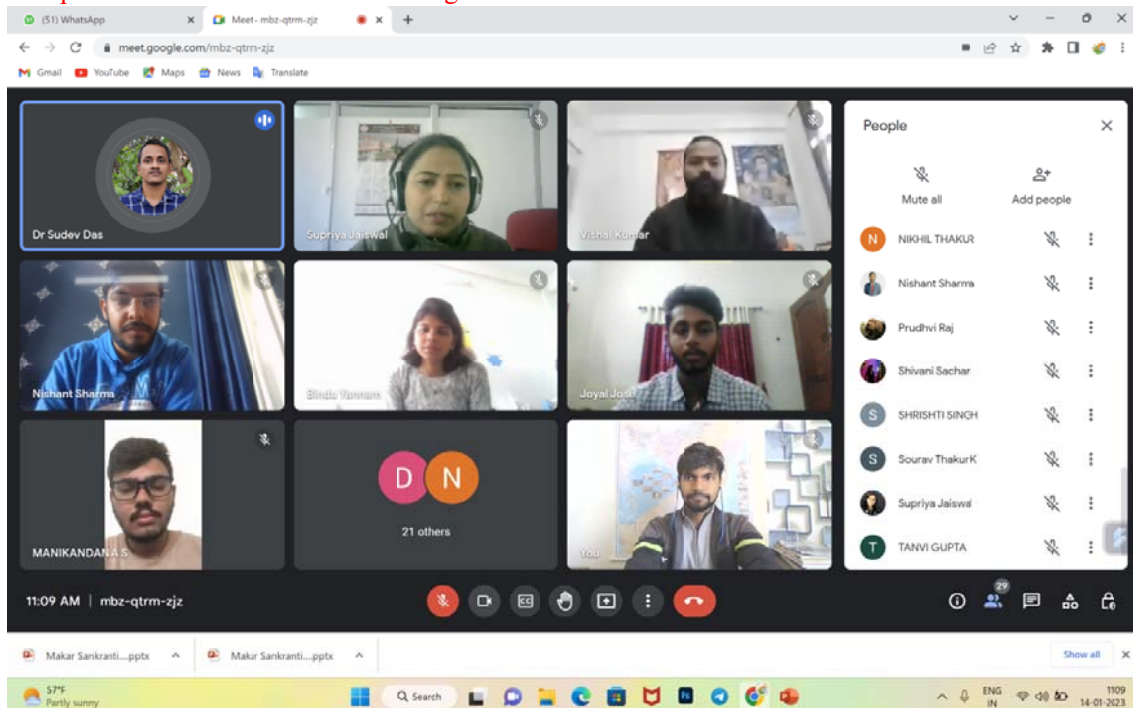 (51) WhatsApp
Meet - mbz-qtrm-zjz
meet.google.com/mbz-qtrm-zjz
Gmail YouTube Maps News Translate
Dr Sudev Das
Supriya Jaiswal
Vishal Kumar
Nishant Sharma
Bindu Yannam
Joyal Jose
MANIKANDAN A S
D N
21 others
You
People
Mute all Add people
N NIKHIL THAKUR
Nishant Sharma
Prudhvi Raj
Shivani Sachar
S SHRISHTI SINGH
S Sourav ThakurK
Supriya Jaiswal
T TANVI GUPTA
11:09 AM | mbz-qtrm-zjz
CC
29
Makar Sankranti....pptx
Makar Sankranti....pptx
Show all
57°F
Partly sunny
Search
Ps
ENG
IN
1109
14-01-2023